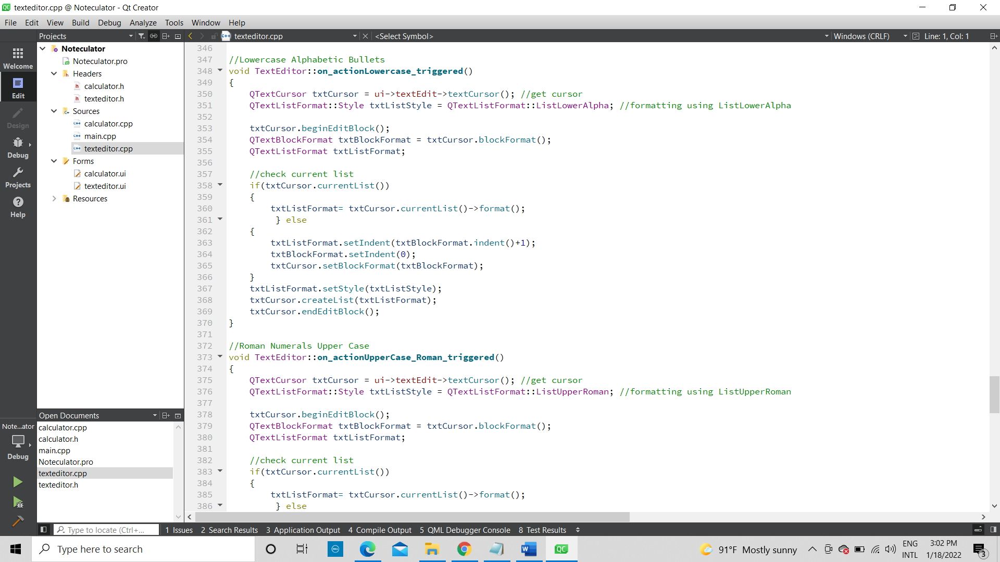 texteditor.cpp @ Noteculator - Qt Creator
File Edit View Build Debug Analyze Tools Window Help
Projects texteditor.cpp <Select Symbol> Windows (CRLF) Line: 1, Col: 1
Welcome
Edit
Design
Debug
Projects
Help
Noteculator
Noteculator.pro
Headers
calculator.h
texteditor.h
Sources
calculator.cpp
main.cpp
texteditor.cpp
Forms
calculator.ui
texteditor.ui
Resources
346
347 //Lowercase Alphabetic Bullets
348 void TextEditor::on_actionLowercase_triggered()
349 {
350 QTextCursor txtCursor = ui->textEdit->textCursor(); //get cursor
351 QTextListFormat::Style txtListStyle = QTextListFormat::ListLowerAlpha; //formatting using ListLowerAlpha
352
353 txtCursor.beginEditBlock();
354 QTextBlockFormat txtBlockFormat = txtCursor.blockFormat();
355 QTextListFormat txtListFormat;
356
357 //check current list
358 if(txtCursor.currentList())
359 {
360 txtListFormat= txtCursor.currentList()->format();
361 } else
362 {
363 txtListFormat.setIndent(txtBlockFormat.indent()+1);
364 txtBlockFormat.setIndent(0);
365 txtCursor.setBlockFormat(txtBlockFormat);
366 }
367 txtListFormat.setStyle(txtListStyle);
368 txtCursor.createList(txtListFormat);
369 txtCursor.endEditBlock();
370 }
371
372 //Roman Numerals Upper Case
373 void TextEditor::on_actionUpperCase_Roman_triggered()
374 {
375 QTextCursor txtCursor = ui->textEdit->textCursor(); //get cursor
376 QTextListFormat::Style txtListStyle = QTextListFormat::ListUpperRoman; //formatting using ListUpperRoman
377
378 txtCursor.beginEditBlock();
379 QTextBlockFormat txtBlockFormat = txtCursor.blockFormat();
380 QTextListFormat txtListFormat;
381
382 //check current list
383 if(txtCursor.currentList())
384 {
385 txtListFormat= txtCursor.currentList()->format();
386 } else
Open Documents
calculator.cpp
calculator.h
main.cpp
Noteculator.pro
texteditor.cpp
texteditor.h
Note...ator
Debug
Type to locate (Ctrl+... 1 Issues 2 Search Results 3 Application Output 4 Compile Output 5 QML Debugger Console 8 Test Results
Type here to search
91°F Mostly sunny
ENG
INTL
3:02 PM
1/18/2022
3